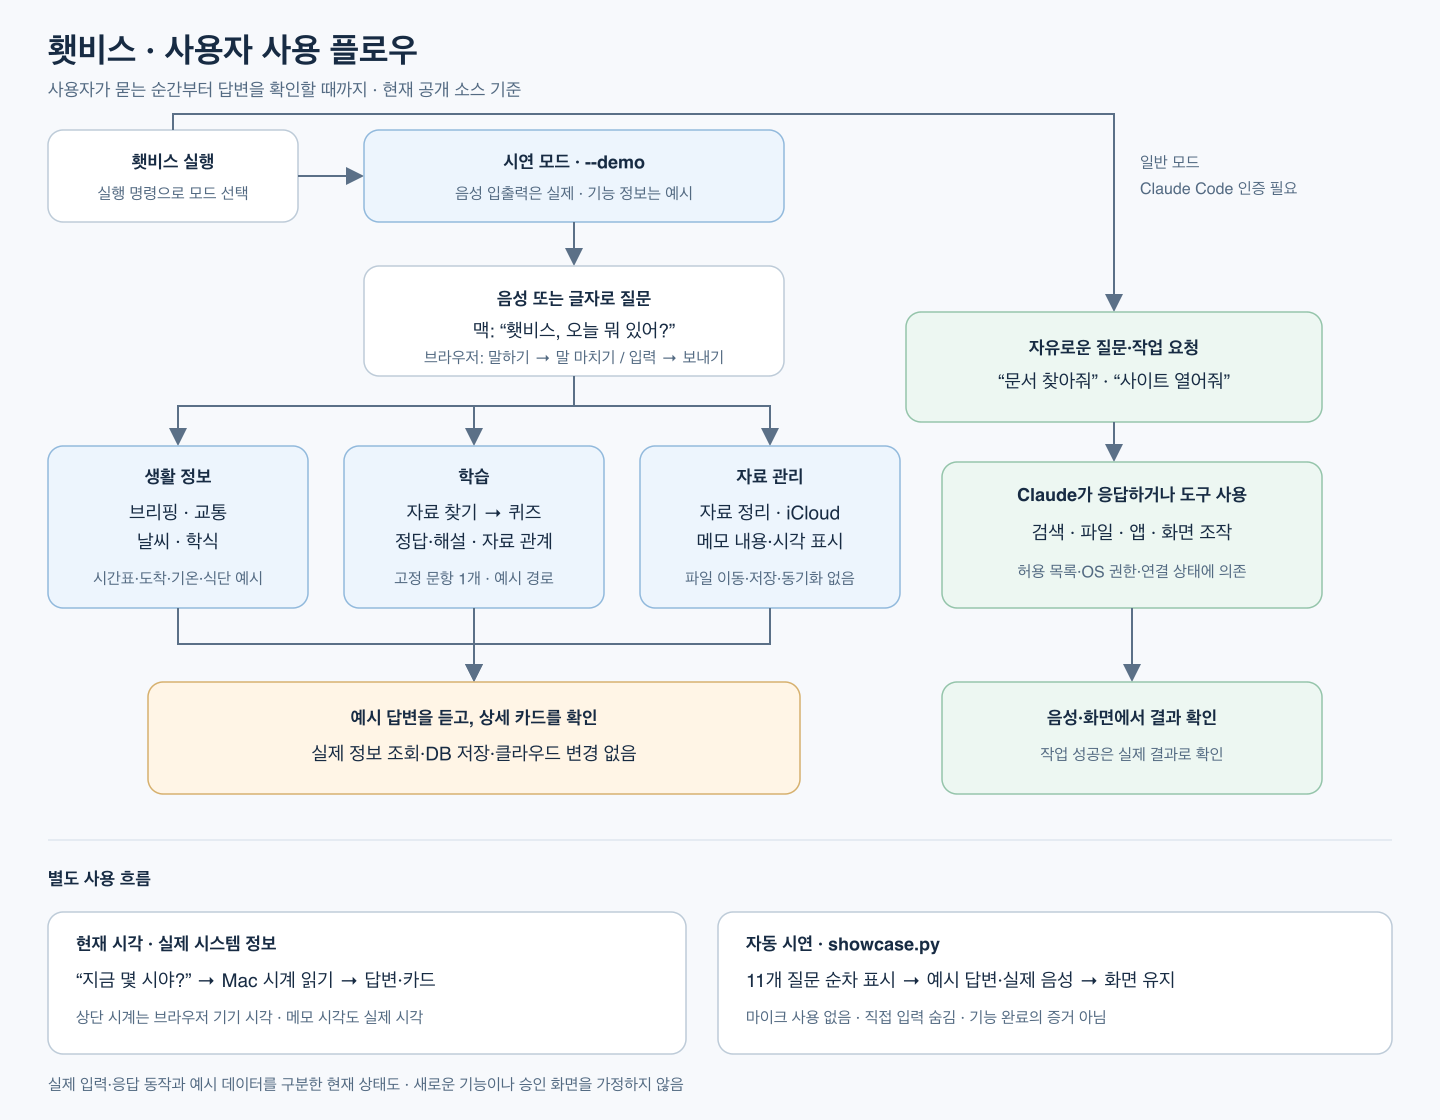 횃비스 · 사용자 사용 플로우
사용자가 묻는 순간부터 답변을 확인할 때까지 · 현재 공개 소스 기준
횃비스 실행
실행 명령으로 모드 선택
시연 모드 · --demo
음성 입출력은 실제 · 기능 정보는 예시
일반 모드
Claude Code 인증 필요
음성 또는 글자로 질문
맥: “횃비스, 오늘 뭐 있어?”
브라우저: 말하기 → 말 마치기 / 입력 → 보내기
자유로운 질문·작업 요청
“문서 찾아줘” · “사이트 열어줘”
생활 정보
브리핑 · 교통
날씨 · 학식
시간표·도착·기온·식단 예시
학습
자료 찾기 → 퀴즈
정답·해설 · 자료 관계
고정 문항 1개 · 예시 경로
자료 관리
자료 정리 · iCloud
메모 내용·시각 표시
파일 이동·저장·동기화 없음
Claude가 응답하거나 도구 사용
검색 · 파일 · 앱 · 화면 조작
허용 목록·OS 권한·연결 상태에 의존
예시 답변을 듣고, 상세 카드를 확인
실제 정보 조회·DB 저장·클라우드 변경 없음
음성·화면에서 결과 확인
작업 성공은 실제 결과로 확인
별도 사용 흐름
현재 시각 · 실제 시스템 정보
“지금 몇 시야?” → Mac 시계 읽기 → 답변·카드
상단 시계는 브라우저 기기 시각 · 메모 시각도 실제 시각
자동 시연 · showcase.py
11개 질문 순차 표시 → 예시 답변·실제 음성 → 화면 유지
마이크 사용 없음 · 직접 입력 숨김 · 기능 완료의 증거 아님
실제 입력·응답 동작과 예시 데이터를 구분한 현재 상태도 · 새로운 기능이나 승인 화면을 가정하지 않음